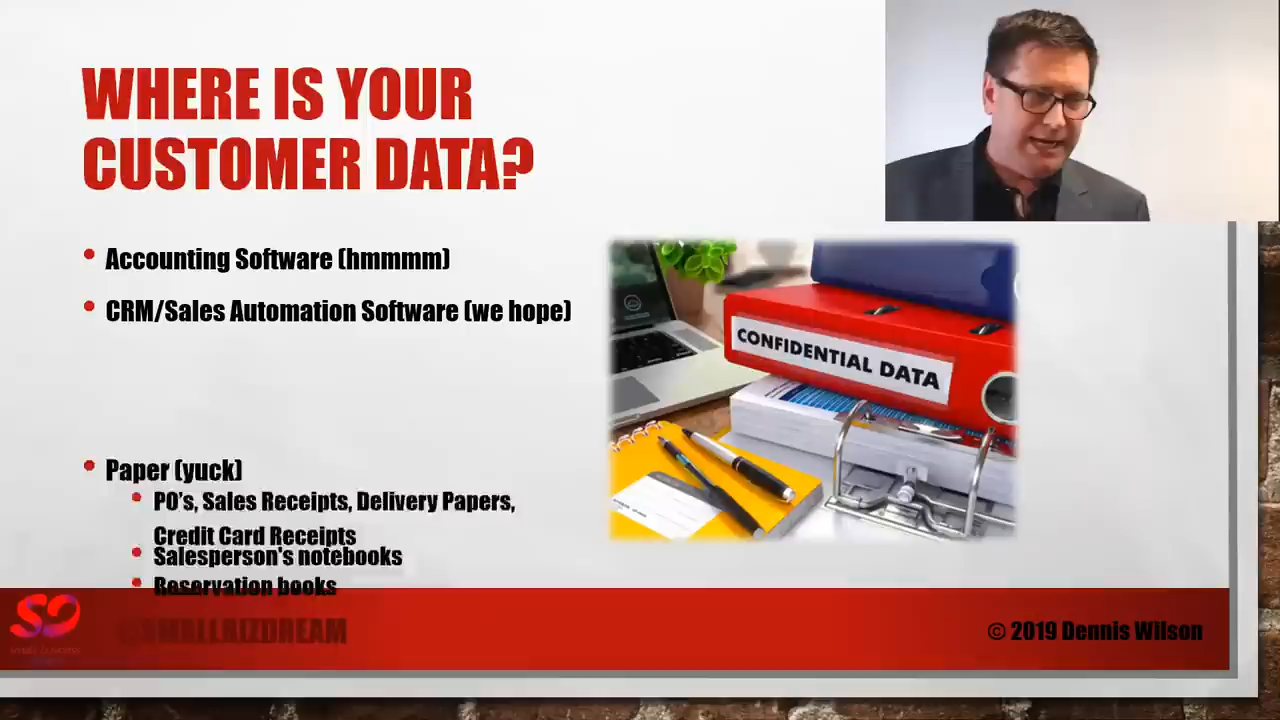 WHERE IS YOUR
CUSTOMER DATA?
• Accounting Software (hmmmm)
• CRM/Sales Automation Software (we hope)
CONFIDENTIAL DATA
• Paper (yuck)
• PO's, Sales Receipts, Delivery Papers,
Credit Card Receipts
• Salesperson's notebooks
• Reservation books
@SMALLBIZDREAM
© 2019 Dennis Wilson